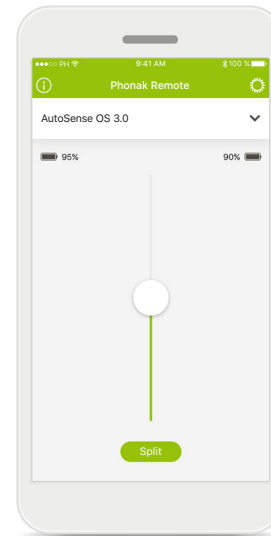 ●●●○○ PH 9:41 AM 100 %
Phonak Remote
AutoSense OS 3.0
95% 90%
Split